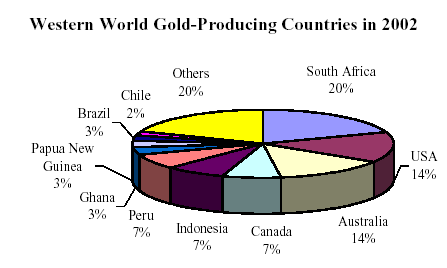 Western World Gold-Producing Countries in 2002
South Africa
20%
USA
14%
Australia
14%
Canada
7%
Indonesia
7%
Peru
7%
Ghana
3%
Papua New
Guinea
3%
Brazil
3%
Chile
2%
Others
20%